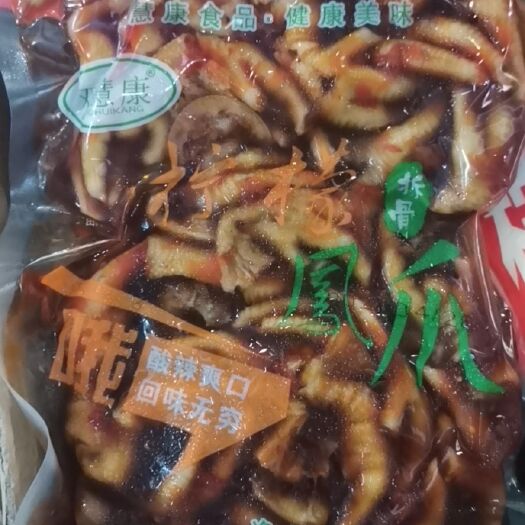 慧康食品·健康美味
慧康®
HUIKANG
柠檬
拆骨
凤爪
哦
酸辣爽口
回味无穷